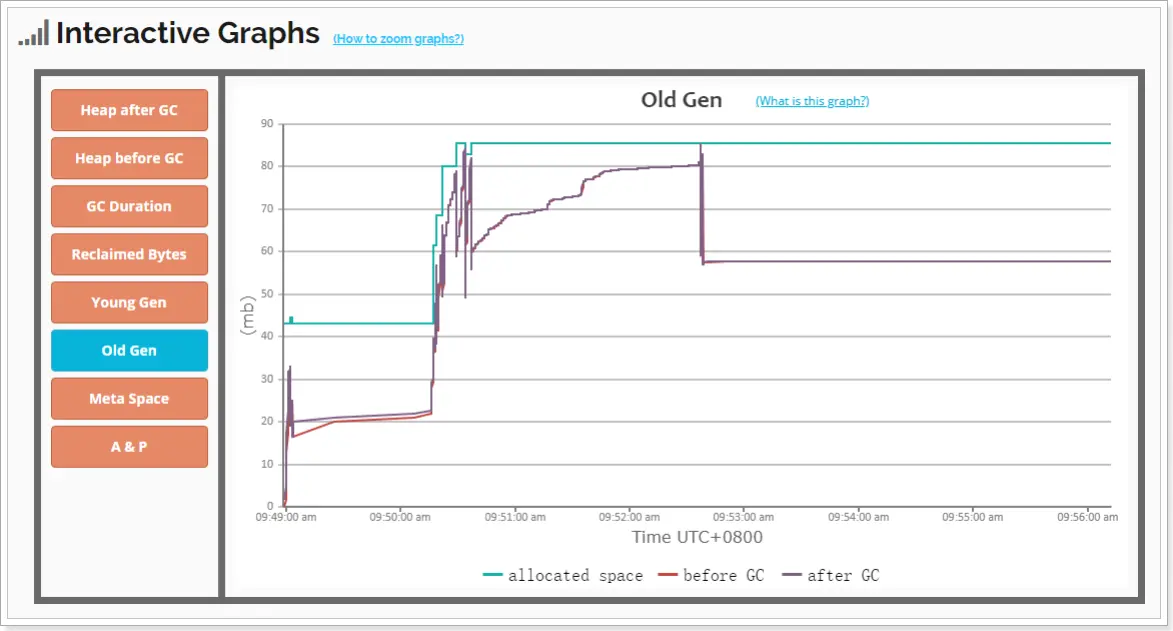 Interactive Graphs (How to zoom graphs?)
Heap after GC
Heap before GC
GC Duration
Reclaimed Bytes
Young Gen
Old Gen
Meta Space
A & P
Old Gen (What is this graph?)
90
80
70
60
50
40
30
20
10
0
(mb)
09:49:00 am 09:50:00 am 09:51:00 am 09:52:00 am 09:53:00 am 09:54:00 am 09:55:00 am 09:56:00 am
Time UTC+0800
allocated space before GC after GC